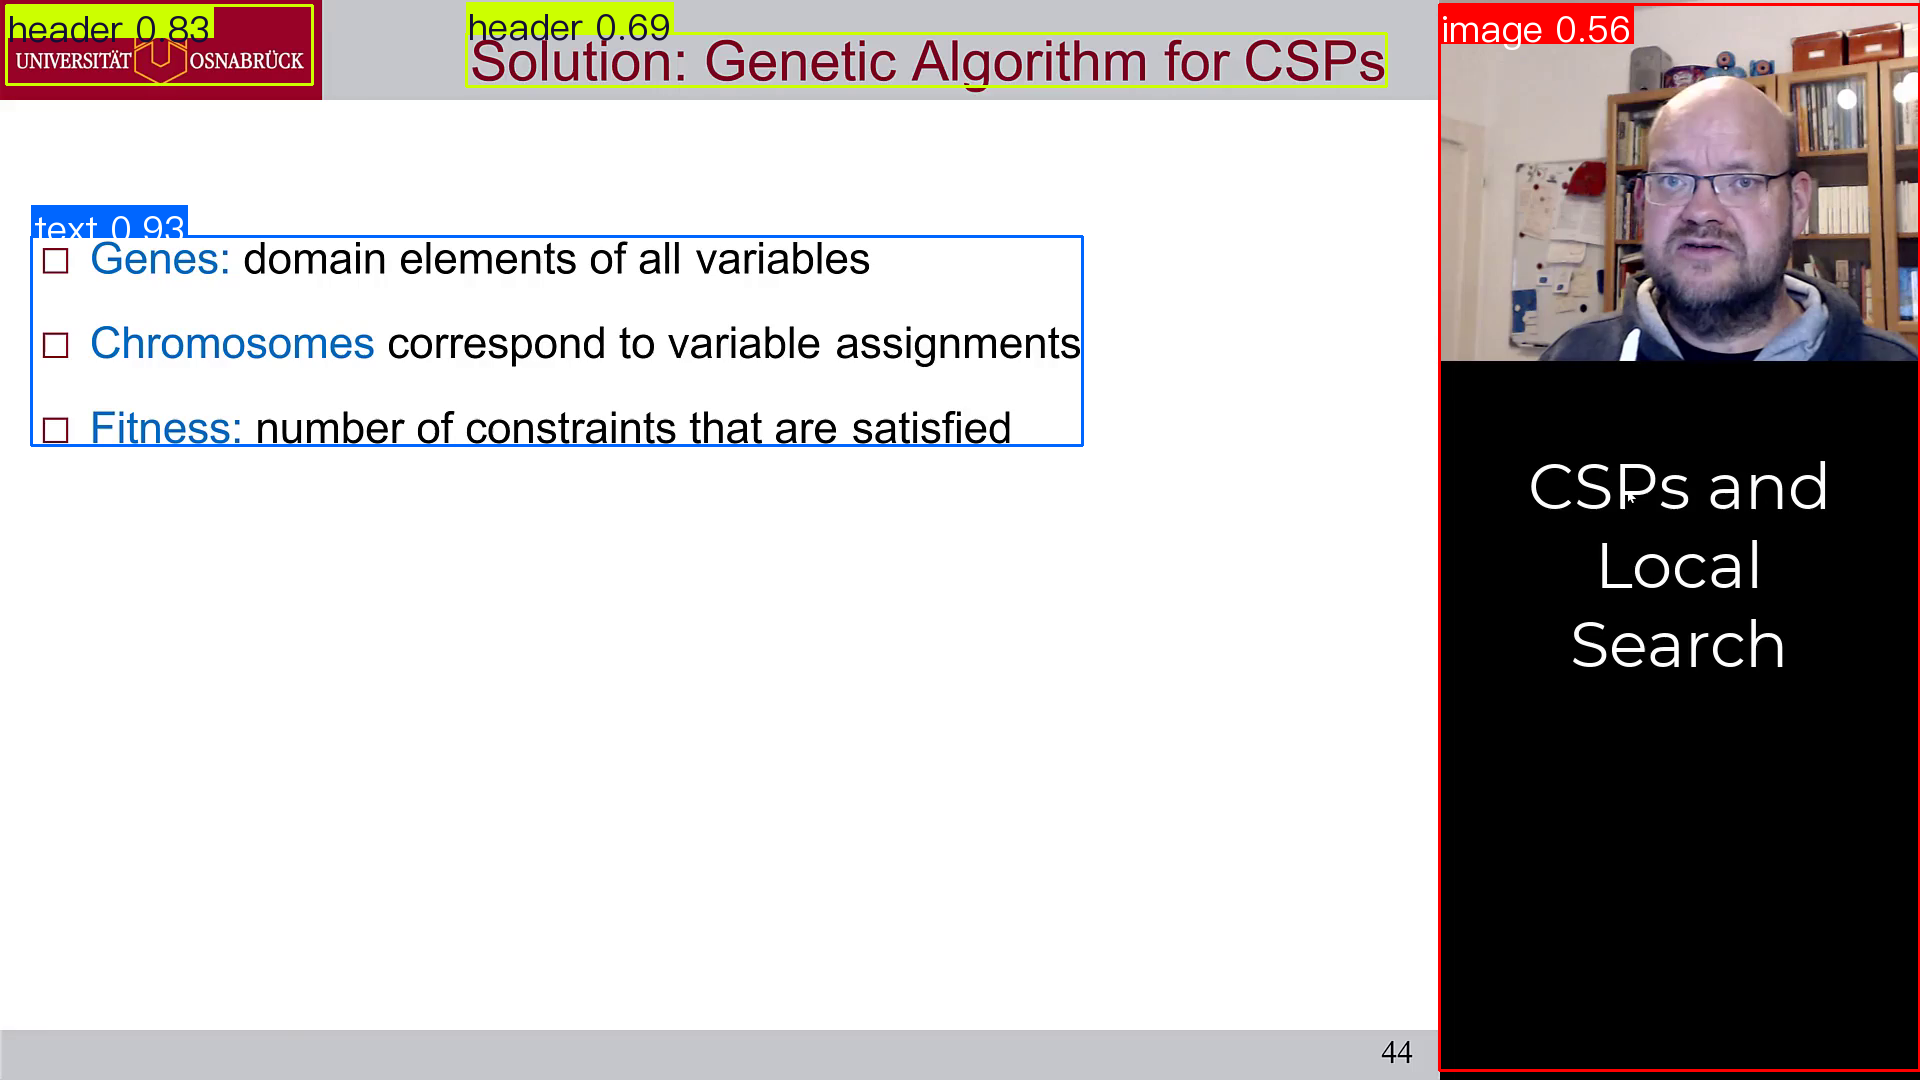 header 0.83
UNIVERSITÄT OSNABRÜCK
header 0.69
Solution: Genetic Algorithm for CSPs
image 0.56
text 0.93
Genes: domain elements of all variables
Chromosomes correspond to variable assignments
Fitness: number of constraints that are satisfied
CSPs and
Local
Search
44